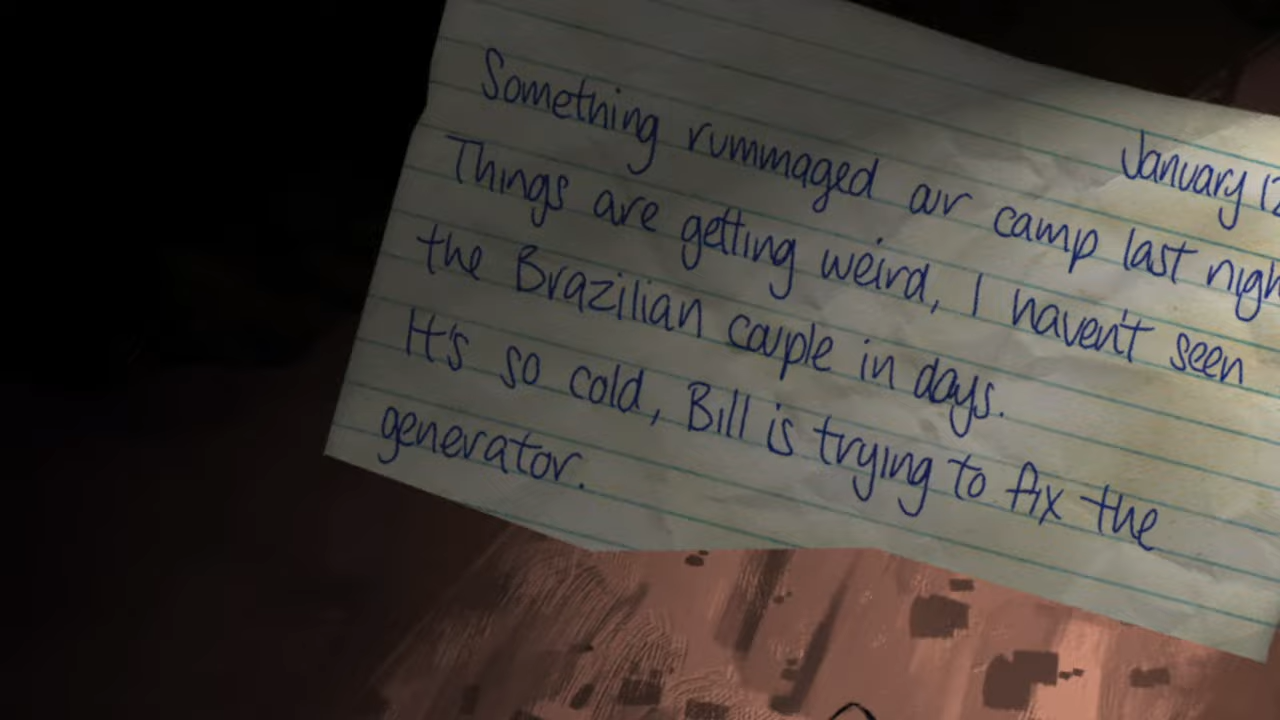 January 12
Something rummaged our camp last nigh
Things are getting weird, I haven't seen
the Brazilian couple in days.
It's so cold, Bill is trying to fix the
generator.